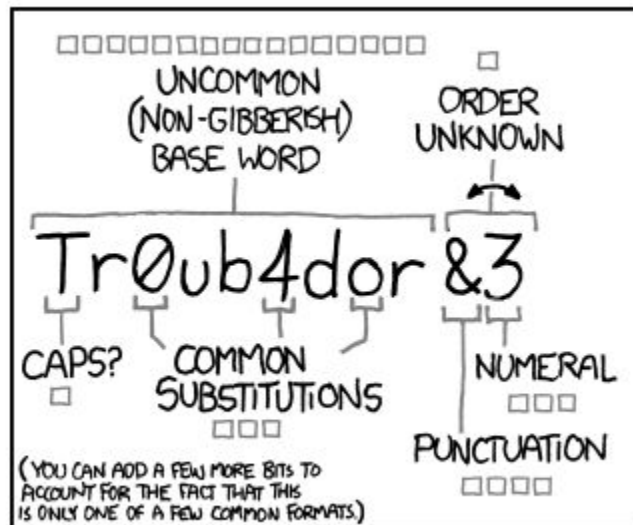 UNCOMMON
(NON-GIBBERISH)
BASE WORD
ORDER
UNKNOWN
Tr0ub4dor &3
CAPS?
COMMON
SUBSTITUTIONS
NUMERAL
PUNCTUATION
(YOU CAN ADD A FEW MORE BITS TO
ACCOUNT FOR THE FACT THAT THIS
IS ONLY ONE OF A FEW COMMON FORMATS.)